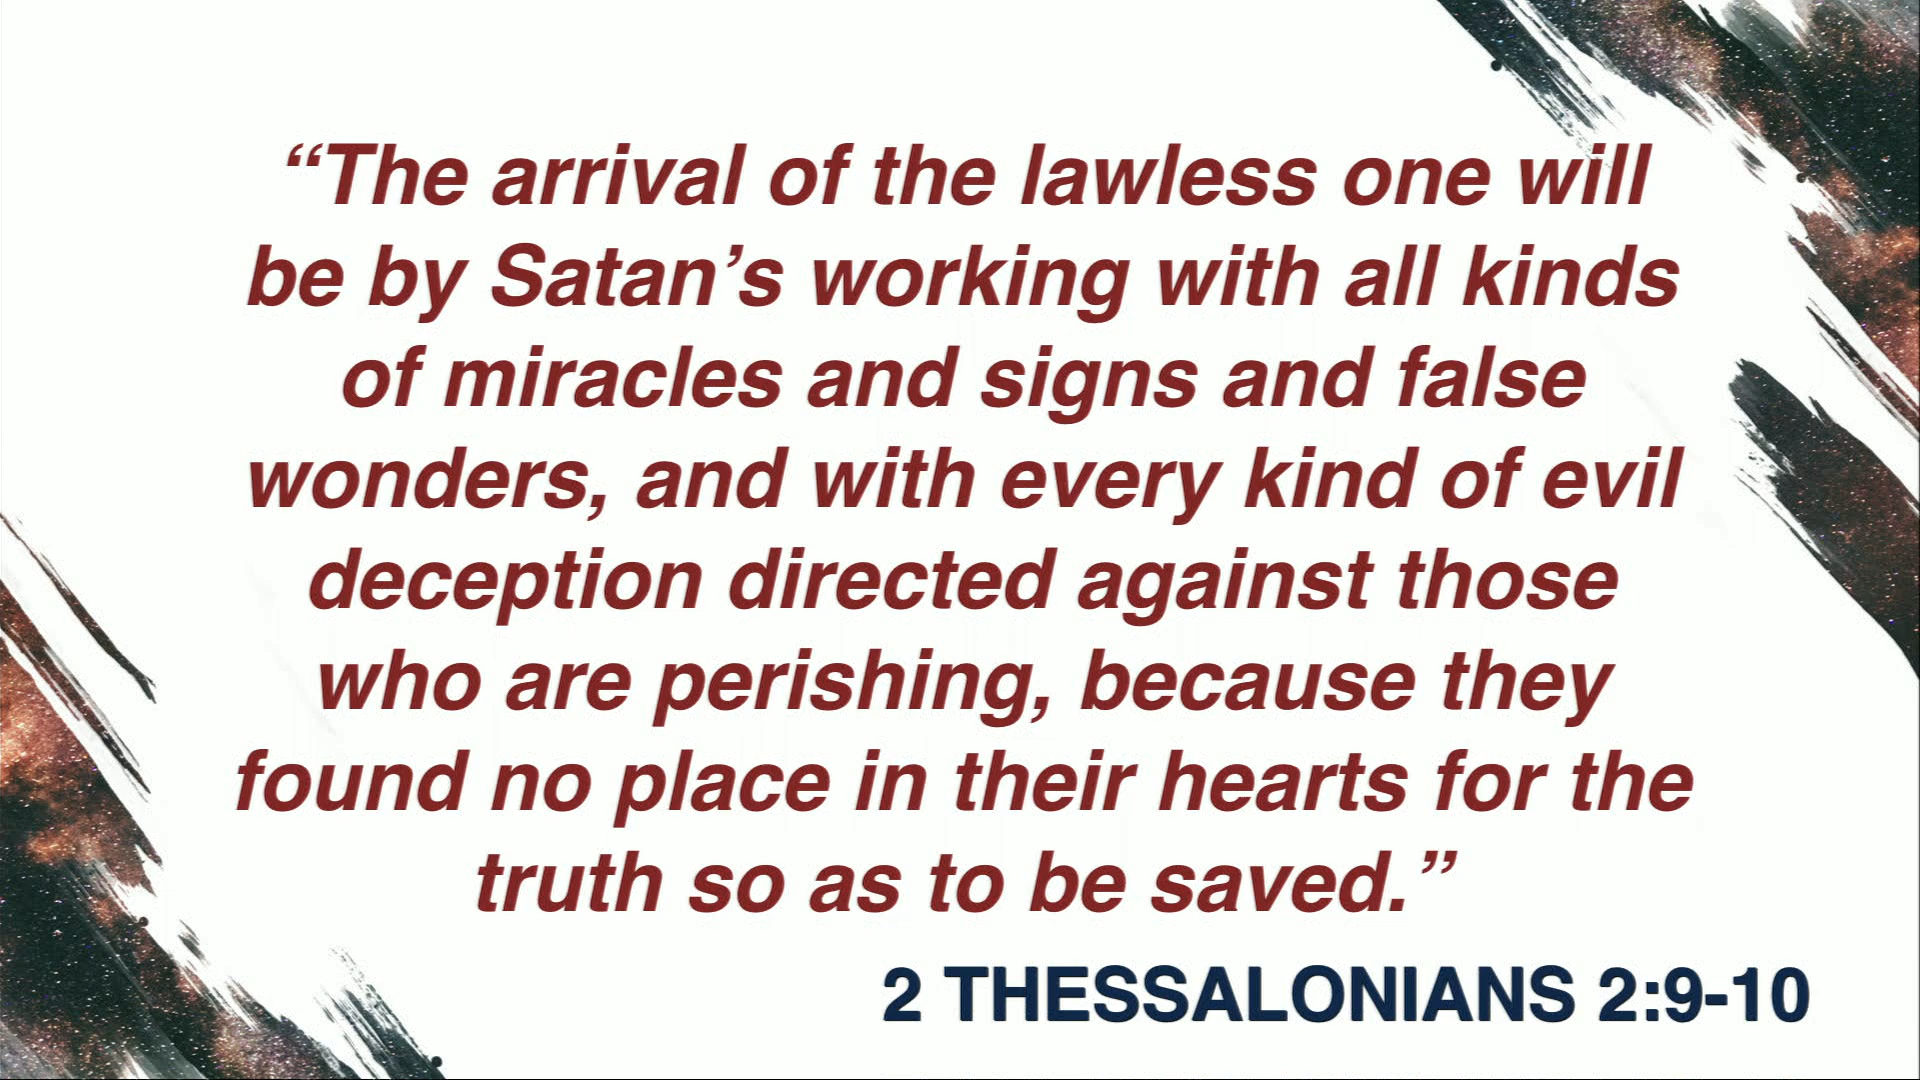 “The arrival of the lawless one will
be by Satan’s working with all kinds
of miracles and signs and false
wonders, and with every kind of evil
deception directed against those
who are perishing, because they
found no place in their hearts for the
truth so as to be saved.”
2 THESSALONIANS 2:9-10